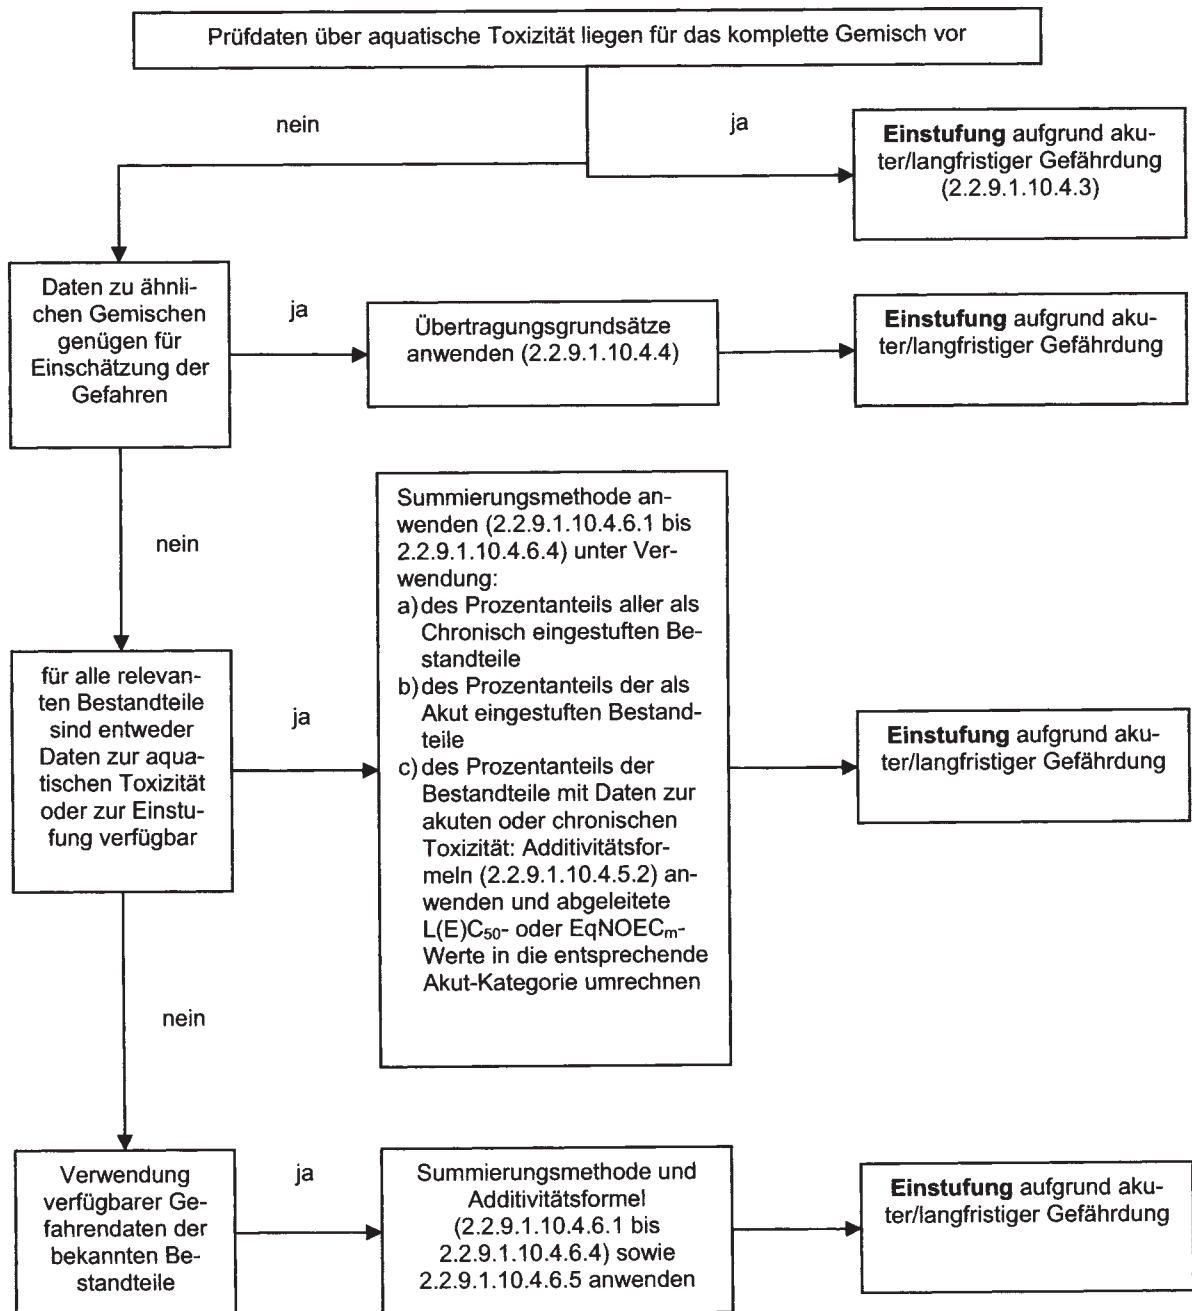 Prüfdaten über aquatische Toxizität liegen für das komplette Gemisch vor
nein
ja
Einstufung aufgrund aku-
ter/langfristiger Gefährdung
(2.2.9.1.10.4.3)
Daten zu ähnli-
chen Gemischen
genügen für
Einschätzung der
Gefahren
ja
Übertragungsgrundsätze
anwenden (2.2.9.1.10.4.4)
Einstufung aufgrund aku-
ter/langfristiger Gefährdung
nein
Summierungsmethode an-
wenden (2.2.9.1.10.4.6.1 bis
2.2.9.1.10.4.6.4) unter Ver-
wendung:
a) des Prozentanteils aller als
Chronisch eingestuften Be-
standteile
b) des Prozentanteils der als
Akut eingestuften Bestand-
teile
c) des Prozentanteils der
Bestandteile mit Daten zur
akuten oder chronischen
Toxizität: Additivitätsfor-
meln (2.2.9.1.10.4.5.2) an-
wenden und abgeleitete
L(E)C₅₀- oder EqNOECₘ-
Werte in die entsprechende
Akut-Kategorie umrechnen
für alle relevan-
ten Bestandteile
sind entweder
Daten zur aqua-
tischen Toxizität
oder zur Einstu-
fung verfügbar
ja
Einstufung aufgrund aku-
ter/langfristiger Gefährdung
nein
Verwendung
verfügbarer Ge-
fahrendaten der
bekannten Be-
standteile
ja
Summierungsmethode und
Additivitätsformel
(2.2.9.1.10.4.6.1 bis
2.2.9.1.10.4.6.4) sowie
2.2.9.1.10.4.6.5 anwenden
Einstufung aufgrund aku-
ter/langfristiger Gefährdung